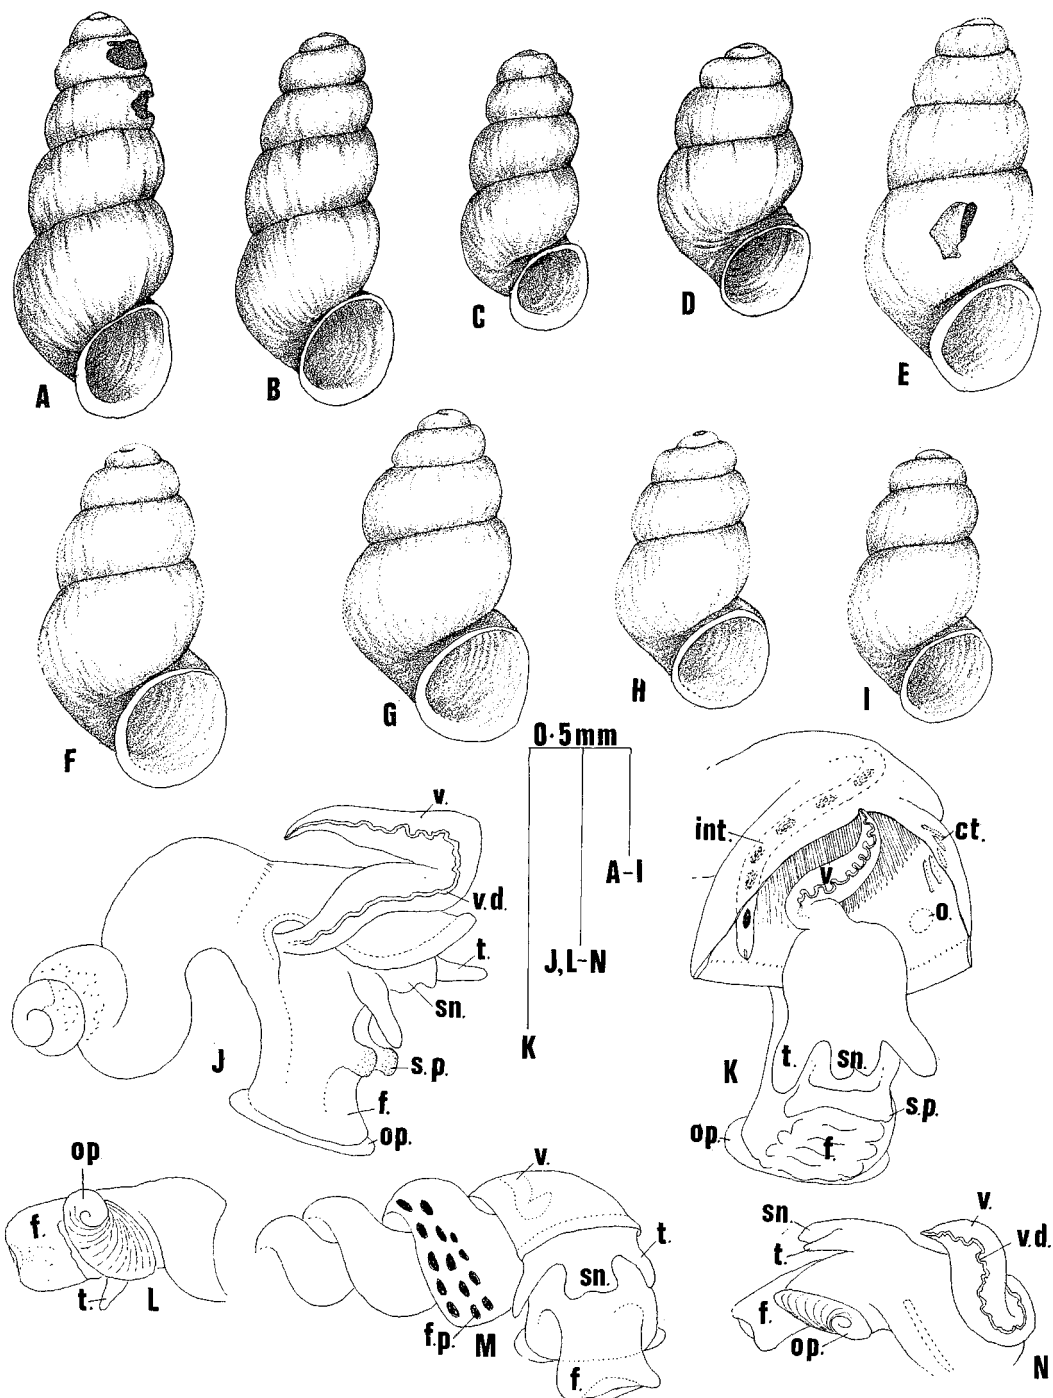 A
B
C
D
E
F
G
H
I
0·5mm
A-I
J, L-N
K
v.
v.d.
t.
sn.
s.p.
f.
op.
J
int.
ct.
v.
o.
t.
sn.
s.p.
op.
f.
K
op
f.
t.
L
v.
t.
sn.
f.p.
f.
M
v.
sn.
v.d.
t.
f.
op.
N